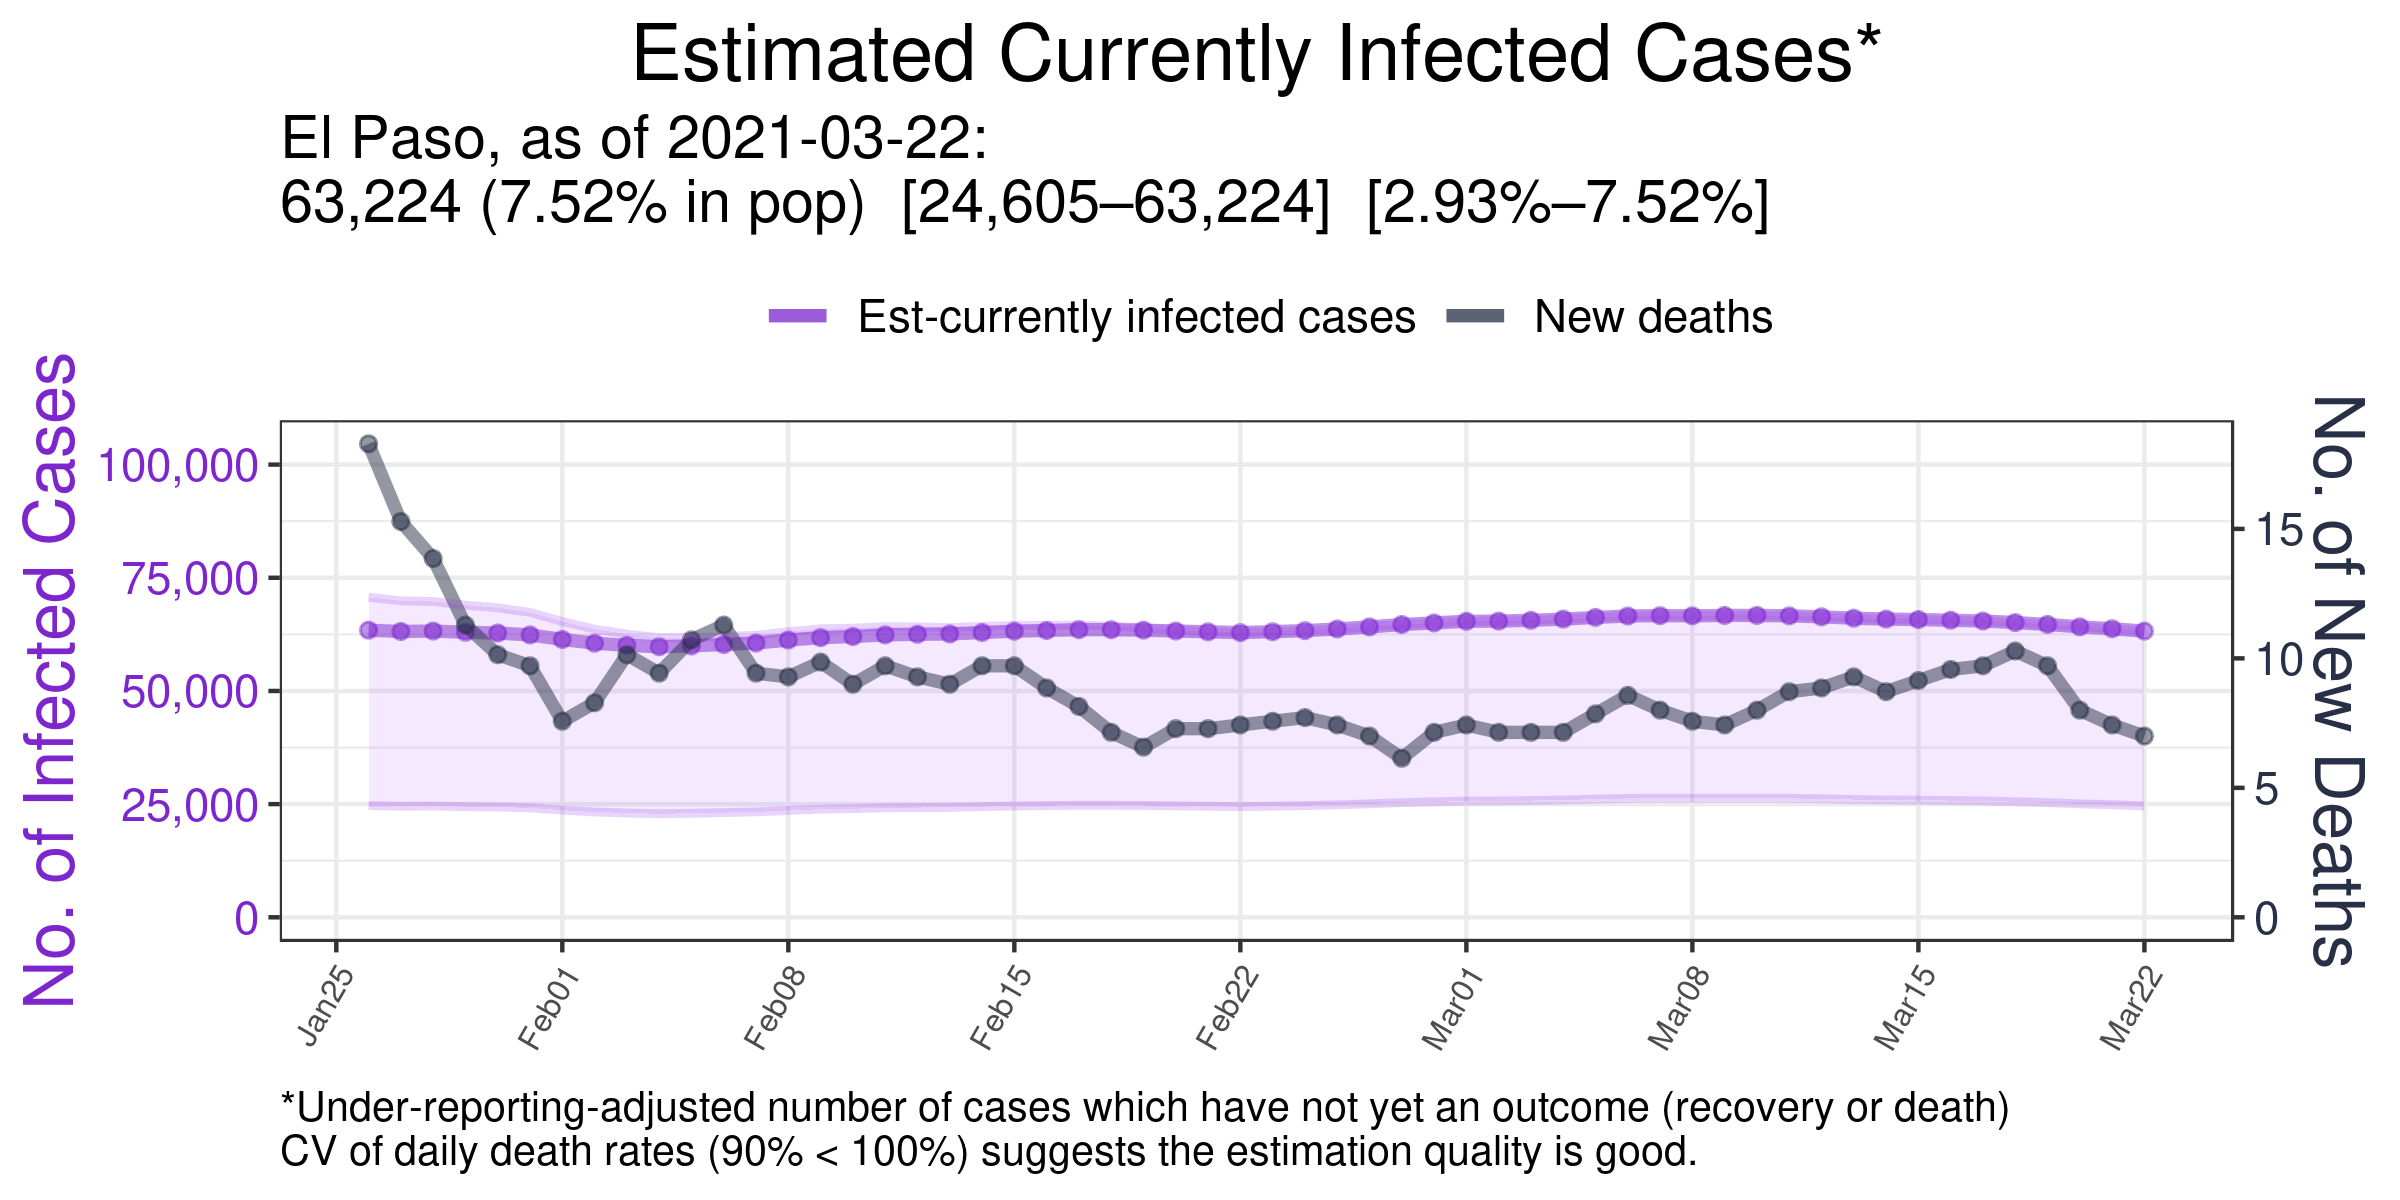 Estimated Currently Infected Cases*
El Paso, as of 2021-03-22:
63,224 (7.52% in pop)  [24,605–63,224]  [2.93%–7.52%]
Est-currently infected cases
New deaths
No. of Infected Cases
100,000
75,000
50,000
25,000
0
No. of New Deaths
15
10
5
0
Jan25
Feb01
Feb08
Feb15
Feb22
Mar01
Mar08
Mar15
Mar22
*Under-reporting-adjusted number of cases which have not yet an outcome (recovery or death)
CV of daily death rates (90% < 100%) suggests the estimation quality is good.